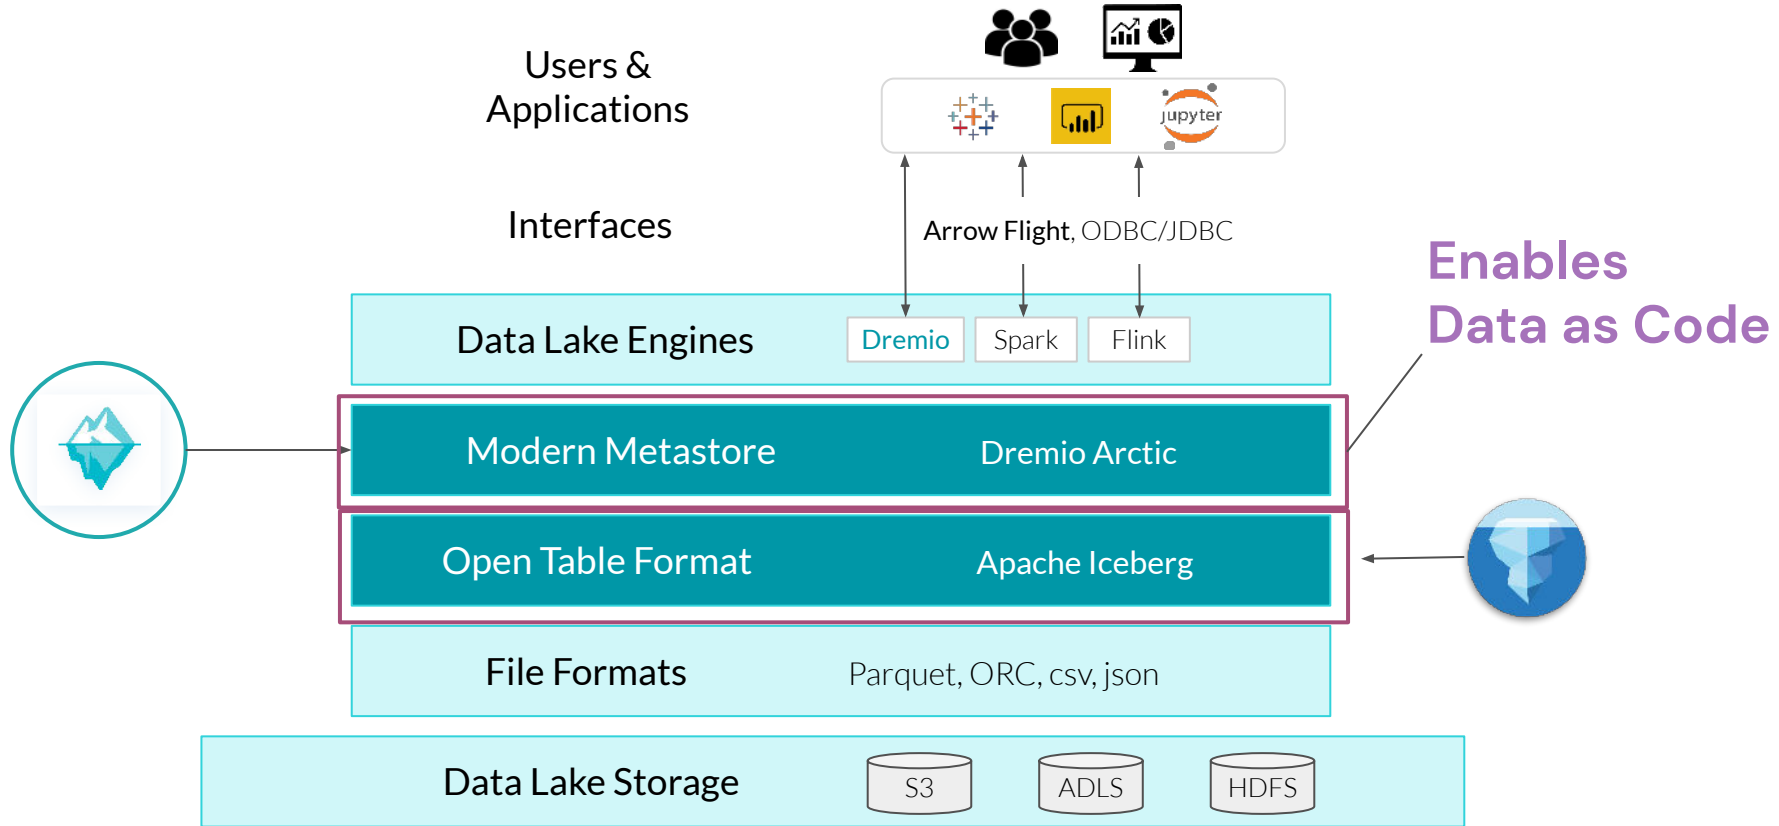 Users &
Applications
jupyter
Interfaces
Arrow Flight, ODBC/JDBC
Enables
Data as Code
Data Lake Engines
Dremio
Spark
Flink
Modern Metastore
Dremio Arctic
Open Table Format
Apache Iceberg
File Formats
Parquet, ORC, csv, json
Data Lake Storage
S3
ADLS
HDFS